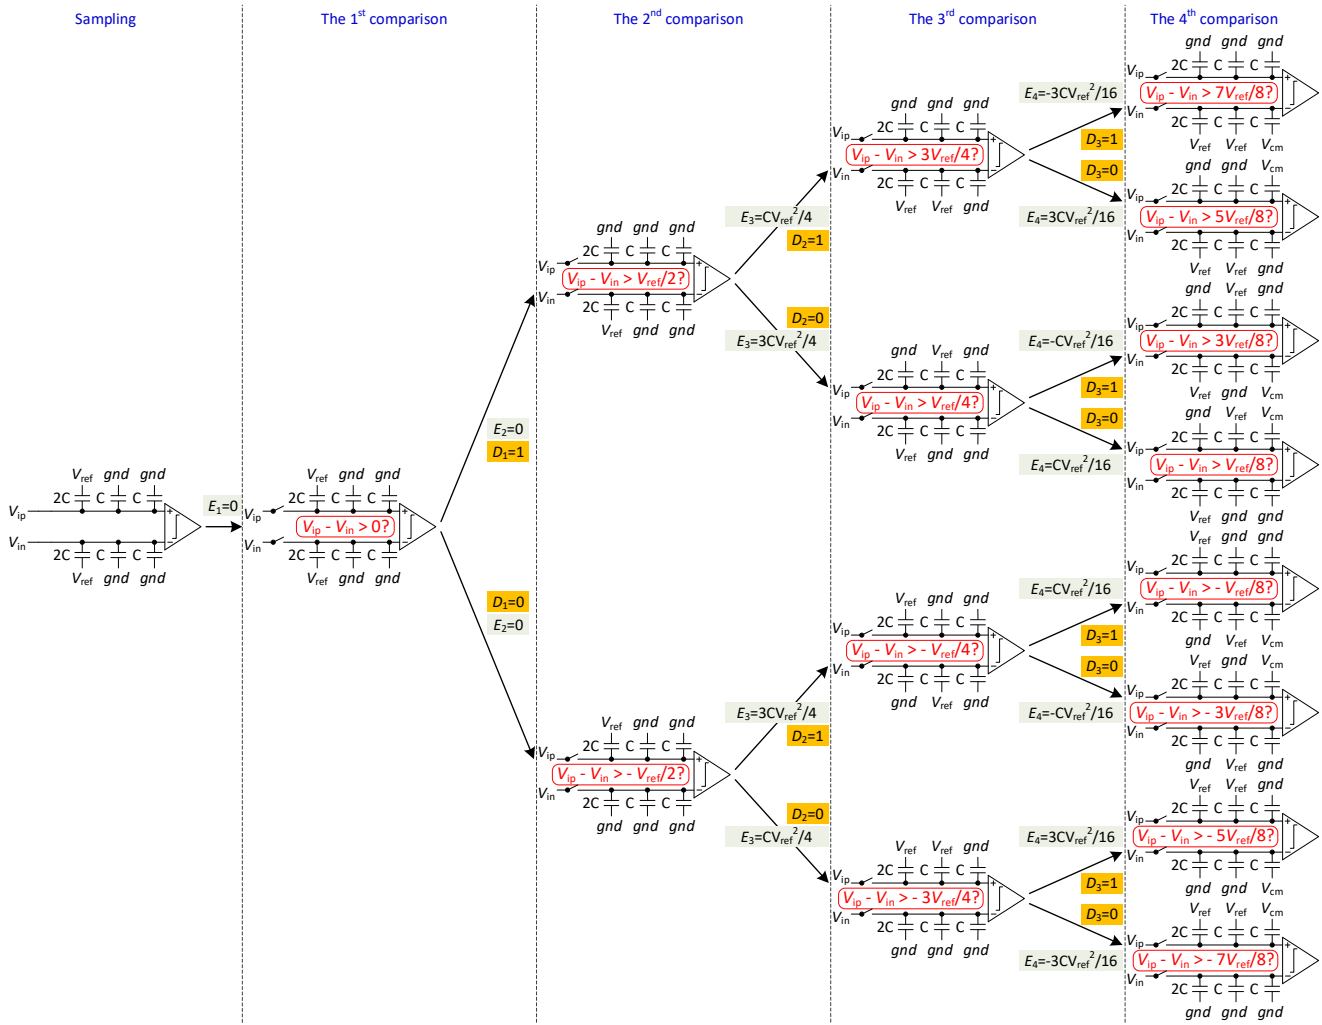 Sampling
The 1st comparison
The 2nd comparison
The 3rd comparison
The 4th comparison
Vref gnd gnd
2C C C
Vip
+
Vin
−
2C C C
Vref gnd gnd
E1=0
Vref gnd gnd
2C C C
Vip
+
Vip - Vin > 0?
Vin
−
2C C C
Vref gnd gnd
E2=0
D1=1
D1=0
E2=0
gnd gnd gnd
2C C C
Vip
+
Vip - Vin > Vref/2?
Vin
−
2C C C
Vref gnd gnd
E3=CVref2/4
D2=1
D2=0
E3=3CVref2/4
Vref gnd gnd
2C C C
Vip
+
Vip - Vin > - Vref/2?
Vin
−
2C C C
gnd gnd gnd
E3=3CVref2/4
D2=1
D2=0
E3=CVref2/4
gnd gnd gnd
2C C C
Vip
+
Vip - Vin > 3Vref/4?
Vin
−
2C C C
Vref Vref gnd
E4=-3CVref2/16
D3=1
D3=0
E4=3CVref2/16
gnd Vref gnd
2C C C
Vip
+
Vip - Vin > Vref/4?
Vin
−
2C C C
Vref gnd gnd
E4=-CVref2/16
D3=1
D3=0
E4=CVref2/16
Vref gnd gnd
2C C C
Vip
+
Vip - Vin > - Vref/4?
Vin
−
2C C C
gnd Vref gnd
E4=CVref2/16
D3=1
D3=0
E4=-CVref2/16
Vref Vref gnd
2C C C
Vip
+
Vip - Vin > - 3Vref/4?
Vin
−
2C C C
gnd gnd gnd
E4=3CVref2/16
D3=1
D3=0
E4=-3CVref2/16
gnd gnd gnd
2C C C
Vip
+
Vip - Vin > 7Vref/8?
Vin
−
2C C C
Vref Vref Vcm
gnd gnd Vcm
2C C C
Vip
+
Vip - Vin > 5Vref/8?
Vin
−
2C C C
Vref Vref gnd
gnd Vref gnd
2C C C
Vip
+
Vip - Vin > 3Vref/8?
Vin
−
2C C C
Vref gnd Vcm
gnd Vref Vcm
2C C C
Vip
+
Vip - Vin > Vref/8?
Vin
−
2C C C
Vref gnd gnd
Vref gnd gnd
2C C C
Vip
+
Vip - Vin > - Vref/8?
Vin
−
2C C C
gnd Vref Vcm
Vref gnd Vcm
2C C C
Vip
+
Vip - Vin > - 3Vref/8?
Vin
−
2C C C
gnd Vref gnd
Vref Vref gnd
2C C C
Vip
+
Vip - Vin > - 5Vref/8?
Vin
−
2C C C
gnd gnd Vcm
Vref Vref Vcm
2C C C
Vip
+
Vip - Vin > - 7Vref/8?
Vin
−
2C C C
gnd gnd gnd